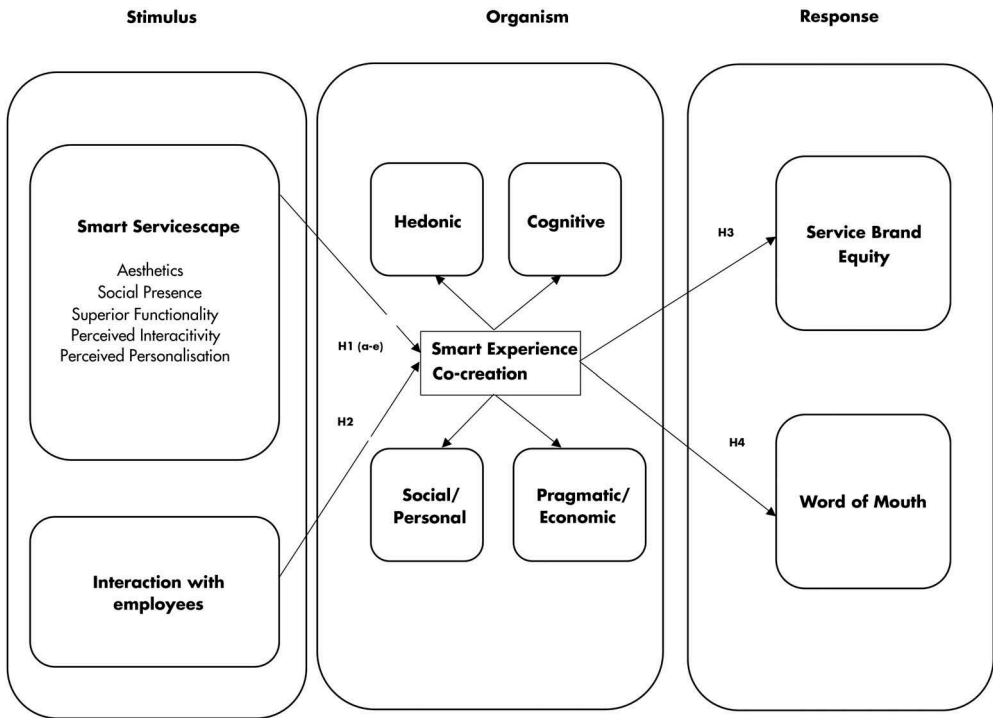 Stimulus
Organism
Response
Smart Servicescape
Aesthetics
Social Presence
Superior Functionality
Perceived Interacitivity
Perceived Personalisation
Interaction with
employees
H1 (a-e)
H2
Hedonic
Cognitive
Smart Experience
Co-creation
Social/
Personal
Pragmatic/
Economic
H3
H4
Service Brand
Equity
Word of Mouth